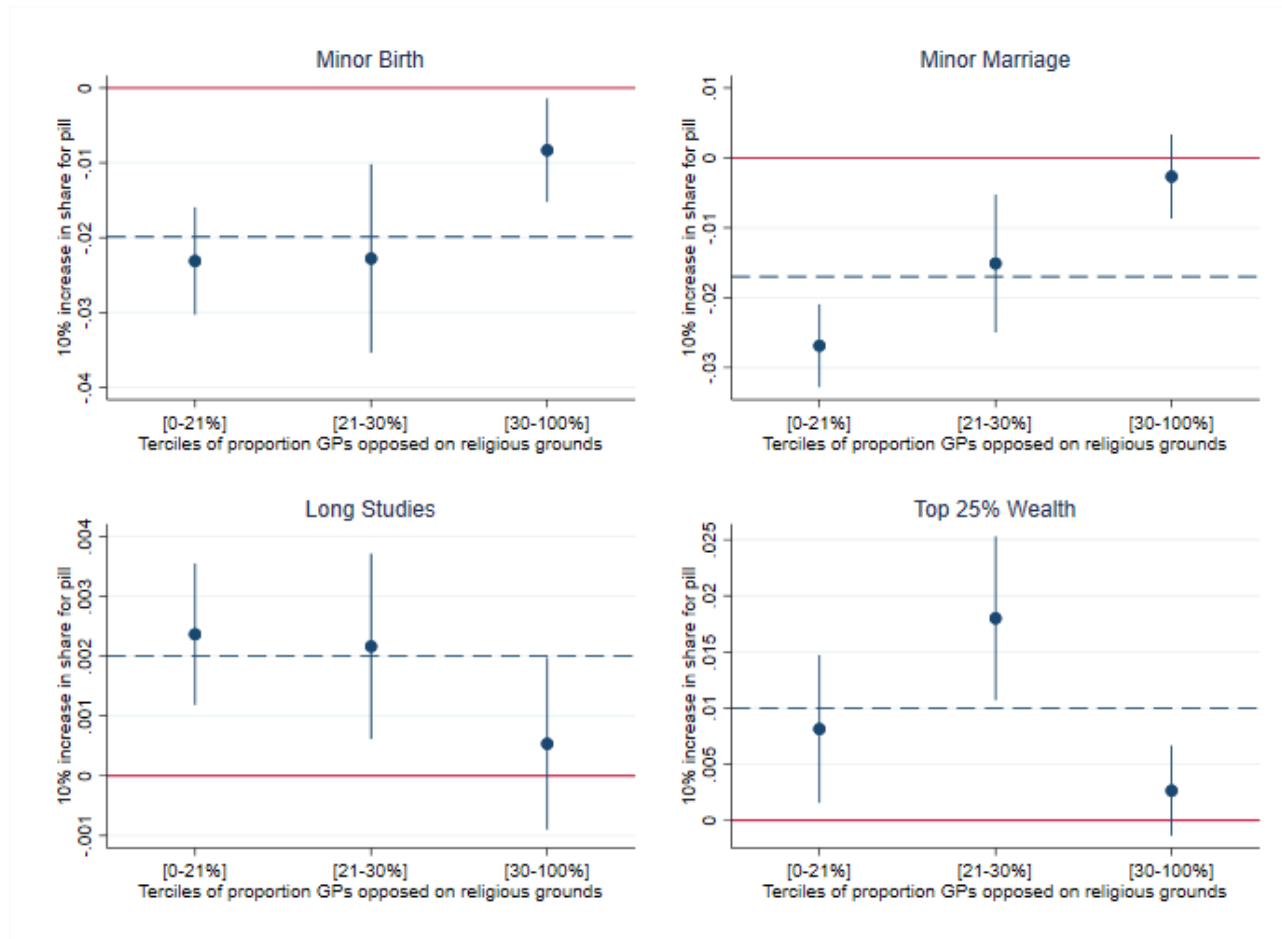 Minor Birth
10% increase in share for pill
0
-.01
-.02
-.03
-.04
[0-21%] [21-30%] [30-100%]
Terciles of proportion GPs opposed on religious grounds
Minor Marriage
10% increase in share for pill
.01
0
-.01
-.02
-.03
[0-21%] [21-30%] [30-100%]
Terciles of proportion GPs opposed on religious grounds
Long Studies
10% increase in share for pill
.004
.003
.002
.001
0
-.001
[0-21%] [21-30%] [30-100%]
Terciles of proportion GPs opposed on religious grounds
Top 25% Wealth
10% increase in share for pill
.025
.02
.015
.01
.005
0
[0-21%] [21-30%] [30-100%]
Terciles of proportion GPs opposed on religious grounds